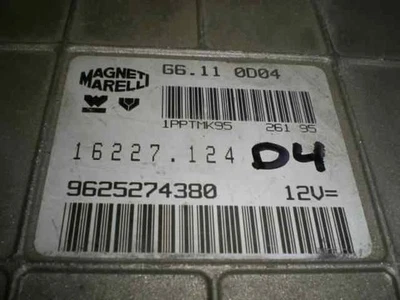 MAGNETI MARELLI
G6.11 0D04
1PPTMK95 261 95
16227.124 D4
9625274380 12V=